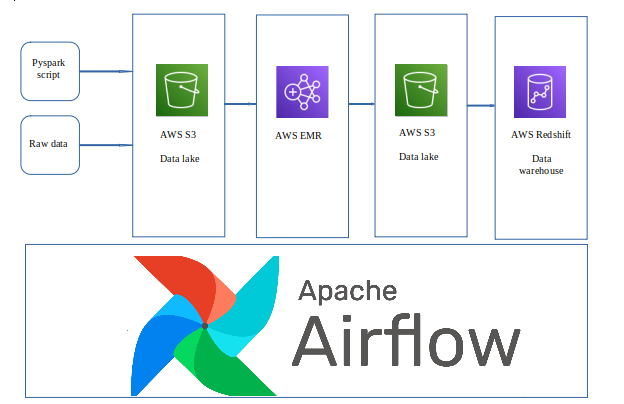 Pyspark
script
Raw data
AWS S3
Data lake
AWS EMR
AWS S3
Data lake
AWS Redshift
Data
warehouse
Apache
Airflow